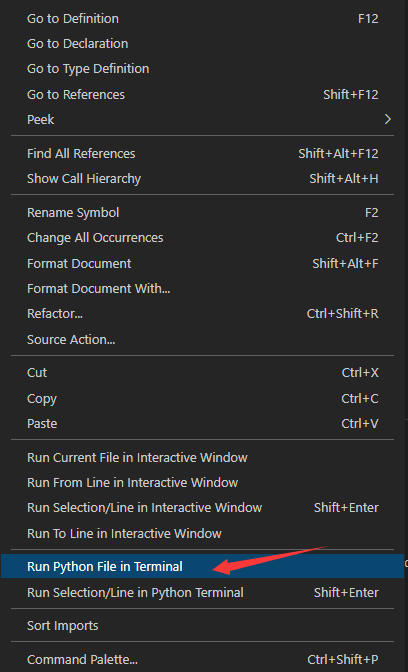 Go to Definition F12
Go to Declaration
Go to Type Definition
Go to References Shift+F12
Peek
Find All References Shift+Alt+F12
Show Call Hierarchy Shift+Alt+H
Rename Symbol F2
Change All Occurrences Ctrl+F2
Format Document Shift+Alt+F
Format Document With...
Refactor... Ctrl+Shift+R
Source Action...
Cut Ctrl+X
Copy Ctrl+C
Paste Ctrl+V
Run Current File in Interactive Window
Run From Line in Interactive Window
Run Selection/Line in Interactive Window Shift+Enter
Run To Line in Interactive Window
Run Python File in Terminal
Run Selection/Line in Python Terminal Shift+Enter
Sort Imports
Command Palette... Ctrl+Shift+P